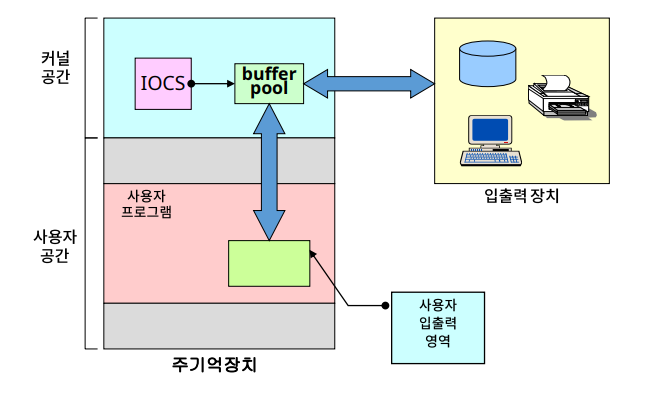 커널
공간
IOCS
buffer
pool
입출력 장치
사용자
프로그램
사용자
공간
사용자
입출력
영역
주기억장치